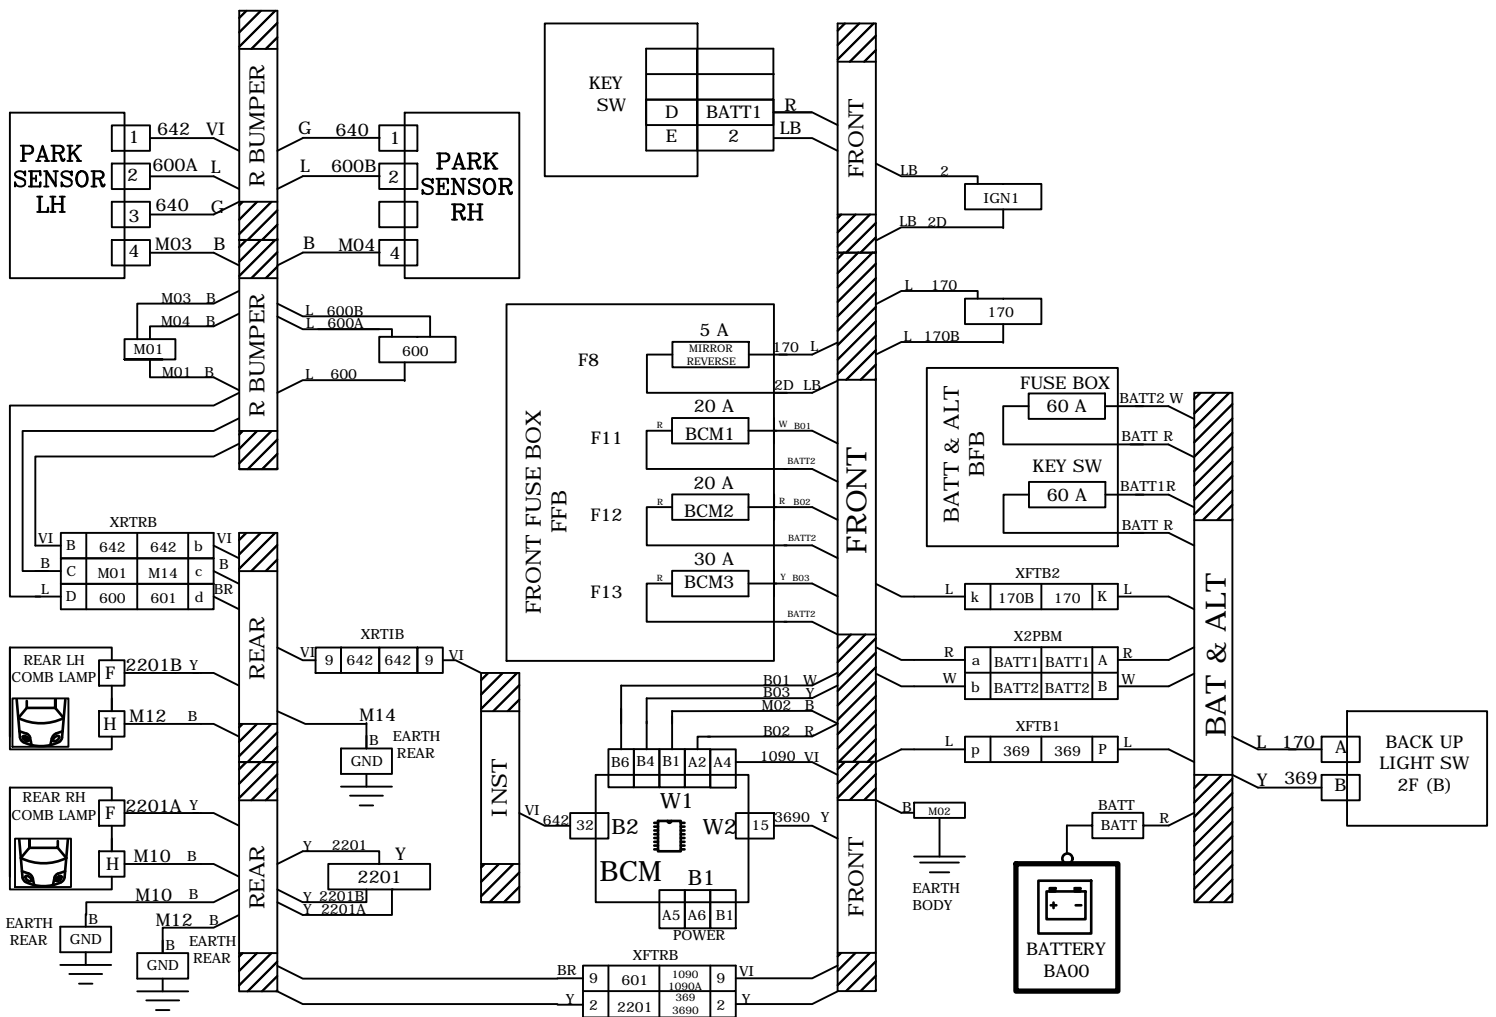 PARK
SENSOR
LH
1 642 VI
2 600A L
3 640 G
4 M03 B
R BUMPER
G 640 1
L 600B 2
B M04 4
PARK
SENSOR
RH
M03 B
M04 B
M01
M01 B
R BUMPER
L 600B
L 600A
600
L 600
XRTRB
VI B 642 642 b VI
B C M01 M14 c B
L D 600 601 d BR
REAR
REAR LH
COMB LAMP
F 2201B Y
H M12 B
XRTIB
VI 9 642 642 9 VI
M14
B
GND
EARTH
REAR
REAR RH
COMB LAMP
F 2201A Y
H M10 B
M10 B
M12 B
EARTH
REAR
B
GND
EARTH
REAR
B
GND
REAR
Y 2201
Y
2201
Y 2201B
Y 2201A
INST
VI 642
KEY
SW
D BATT1 R
E 2 LB
FRONT
LB 2
IGN1
LB 2D
L 170
170
L 170B
FRONT FUSE BOX
FFB
F8
5 A
MIRROR
REVERSE
170 L
2D LB
F11
20 A
R BCM1 W B01
BATT2
F12
20 A
R BCM2 R B02
BATT2
F13
30 A
R BCM3 Y B03
BATT2
FRONT
BATT & ALT
BFB
FUSE BOX
60 A
BATT2 W
BATT R
KEY SW
60 A
BATT1R
BATT R
BAT & ALT
XFTB2
L k 170B 170 K L
X2PBM
R a BATT1 BATT1 A R
W b BATT2 BATT2 B W
XFTB1
L p 369 369 P L
B01 W
B03 Y
M02 B
B02 R
B6 B4 B1 A2 A4
1090 VI
W1
32 B2
W2 15
3690 Y
BCM
B1
A5 A6 B1
POWER
FRONT
B M02
EARTH
BODY
BATT
BATT R
BATTERY
BA00
L 170 A
Y 369 B
BACK UP
LIGHT SW
2F (B)
XFTRB
BR 9 601 1090
1090A 9 VI
Y 2 2201 369
3690 2 Y